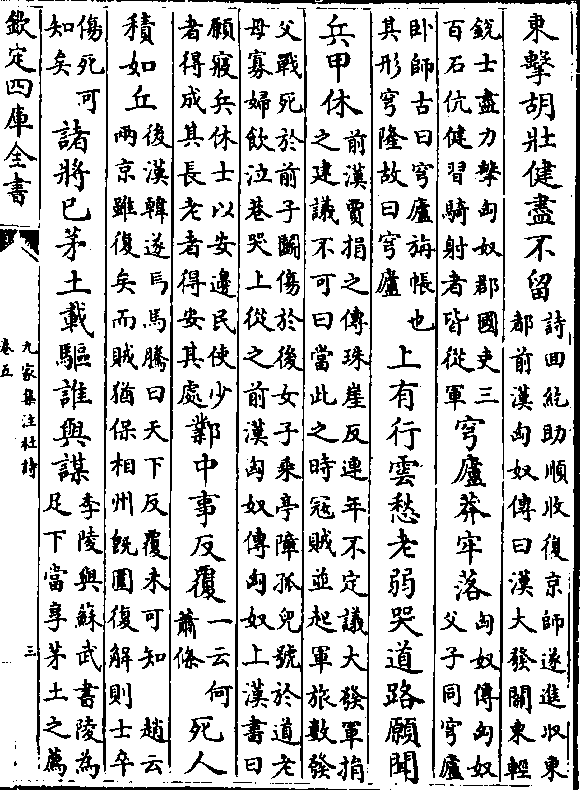 東擊胡壯健盡不留詩回紇助順收復京師遂進收東都前漢匈奴傳曰漢大發關東輕
銳士盡力擊匈奴郡國吏三百石伉健習騎射者皆從軍穹廬莽牢落匈奴傳匈奴父子同穹廬
臥師古曰穹廬旃帳也其形穹隆故曰穹廬上有行雲愁老弱哭道路願聞
兵甲休前漢賈捐之傳珠崖反連年不定議大發軍捐之建議不可曰當此之時冦賊並起軍旅數發
父戰死於前子鬭傷於後女子乗亭障孤兒號於道老母寡婦飲泣巷哭上從之前漢匈奴傳匈奴上漢書曰
願寢兵休士以安邊民使少者得成其長老者得安其處鄴中事反覆一云何蕭條死人
積如丘後漢韓遂與馬騰曰天下反覆未可知 趙云兩京雖復矣而賊猶保相州旣圍復解則士卒
傷死可知矣諸將已茅土載驅誰與謀李陵與蘇武書陵為足下當享茅土之薦
欽定四庫全書
九家集注杜詩
卷五
三